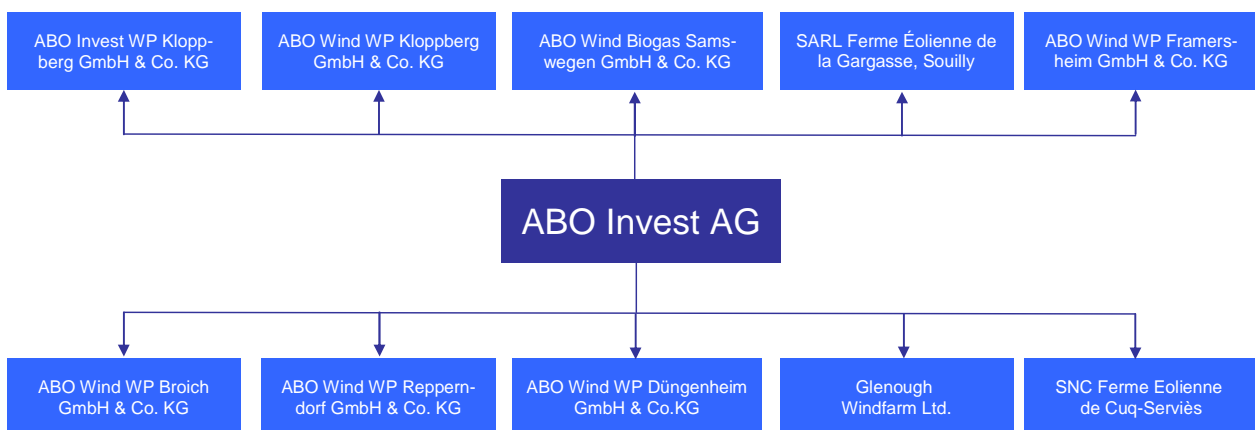 ABO Invest WP Klopp-
berg GmbH & Co. KG
ABO Wind WP Kloppberg
GmbH & Co. KG
ABO Wind Biogas Sams-
wegen GmbH & Co. KG
SARL Ferme Éolienne de
la Gargasse, Souilly
ABO Wind WP Framers-
heim GmbH & Co. KG
ABO Invest AG
ABO Wind WP Broich
GmbH & Co. KG
ABO Wind WP Reppern-
dorf GmbH & Co. KG
ABO Wind WP Düngenheim
GmbH & Co.KG
Glenough
Windfarm Ltd.
SNC Ferme Eolienne
de Cuq-Serviès